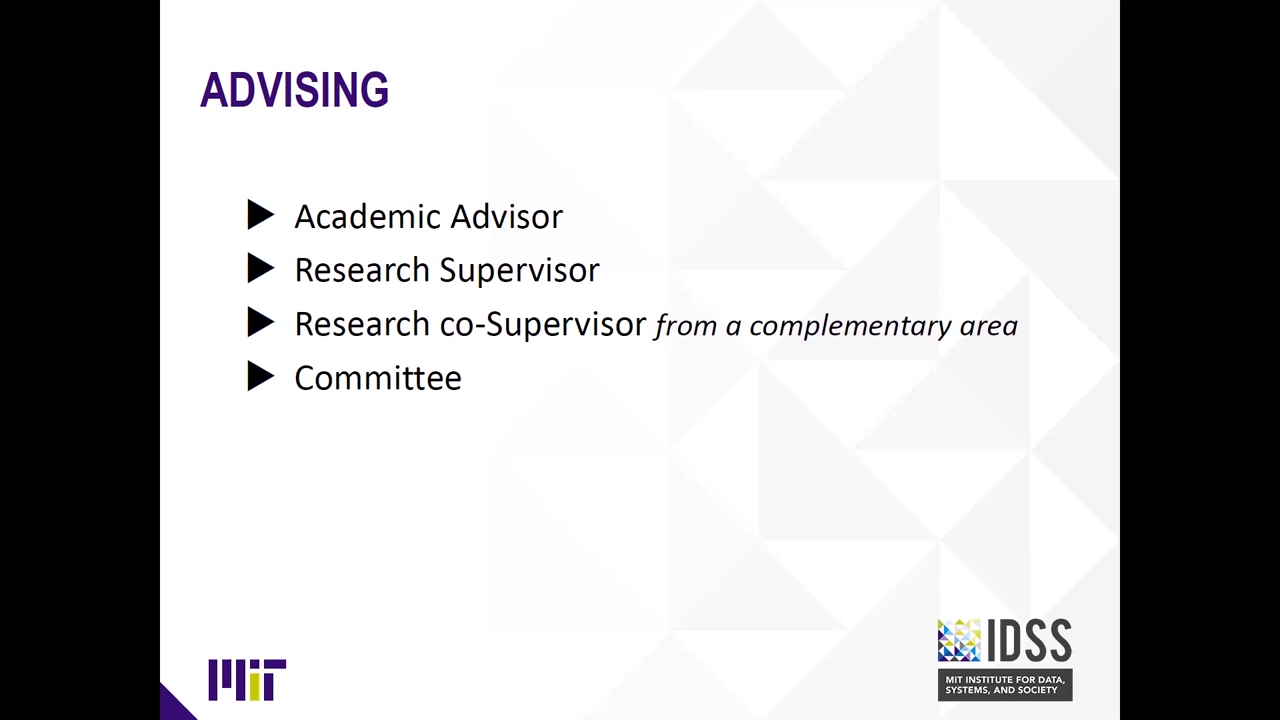 ADVISING
Academic Advisor
Research Supervisor
Research co-Supervisor from a complementary area
Committee
MIT
IDSS
MIT INSTITUTE FOR DATA,
SYSTEMS, AND SOCIETY